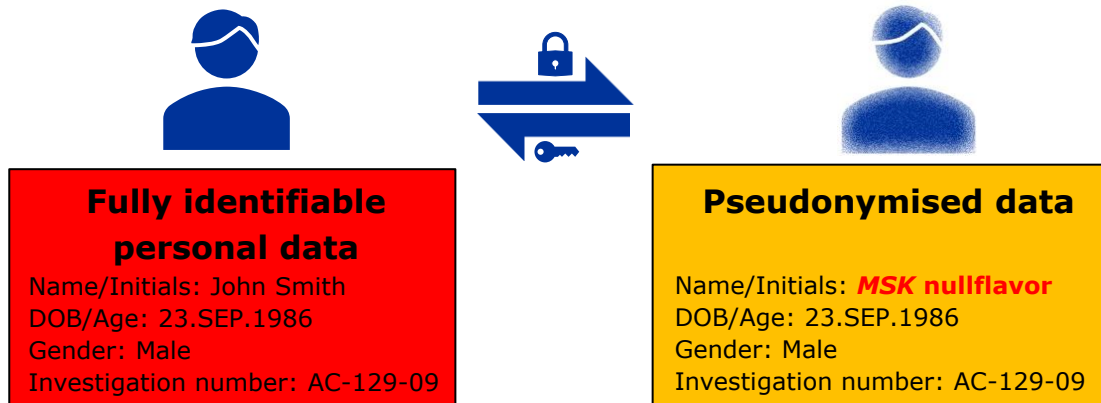 Fully identifiable
personal data
Name/Initials: John Smith
DOB/Age: 23.SEP.1986
Gender: Male
Investigation number: AC-129-09
Pseudonymised data
Name/Initials: MSK nullflavor
DOB/Age: 23.SEP.1986
Gender: Male
Investigation number: AC-129-09